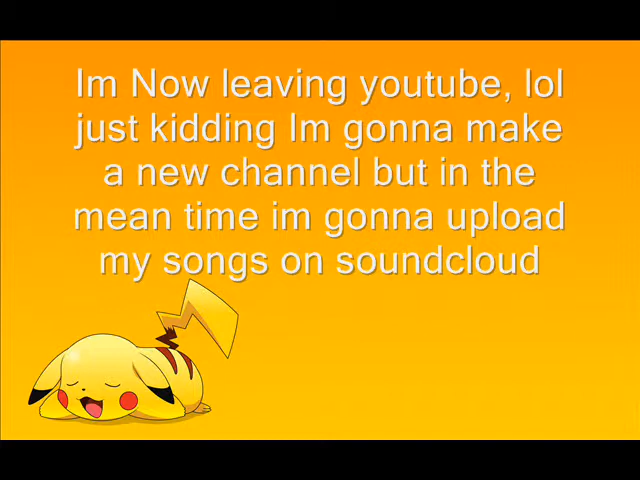 Im Now leaving youtube, lol
just kidding Im gonna make
a new channel but in the
mean time im gonna upload
my songs on soundcloud